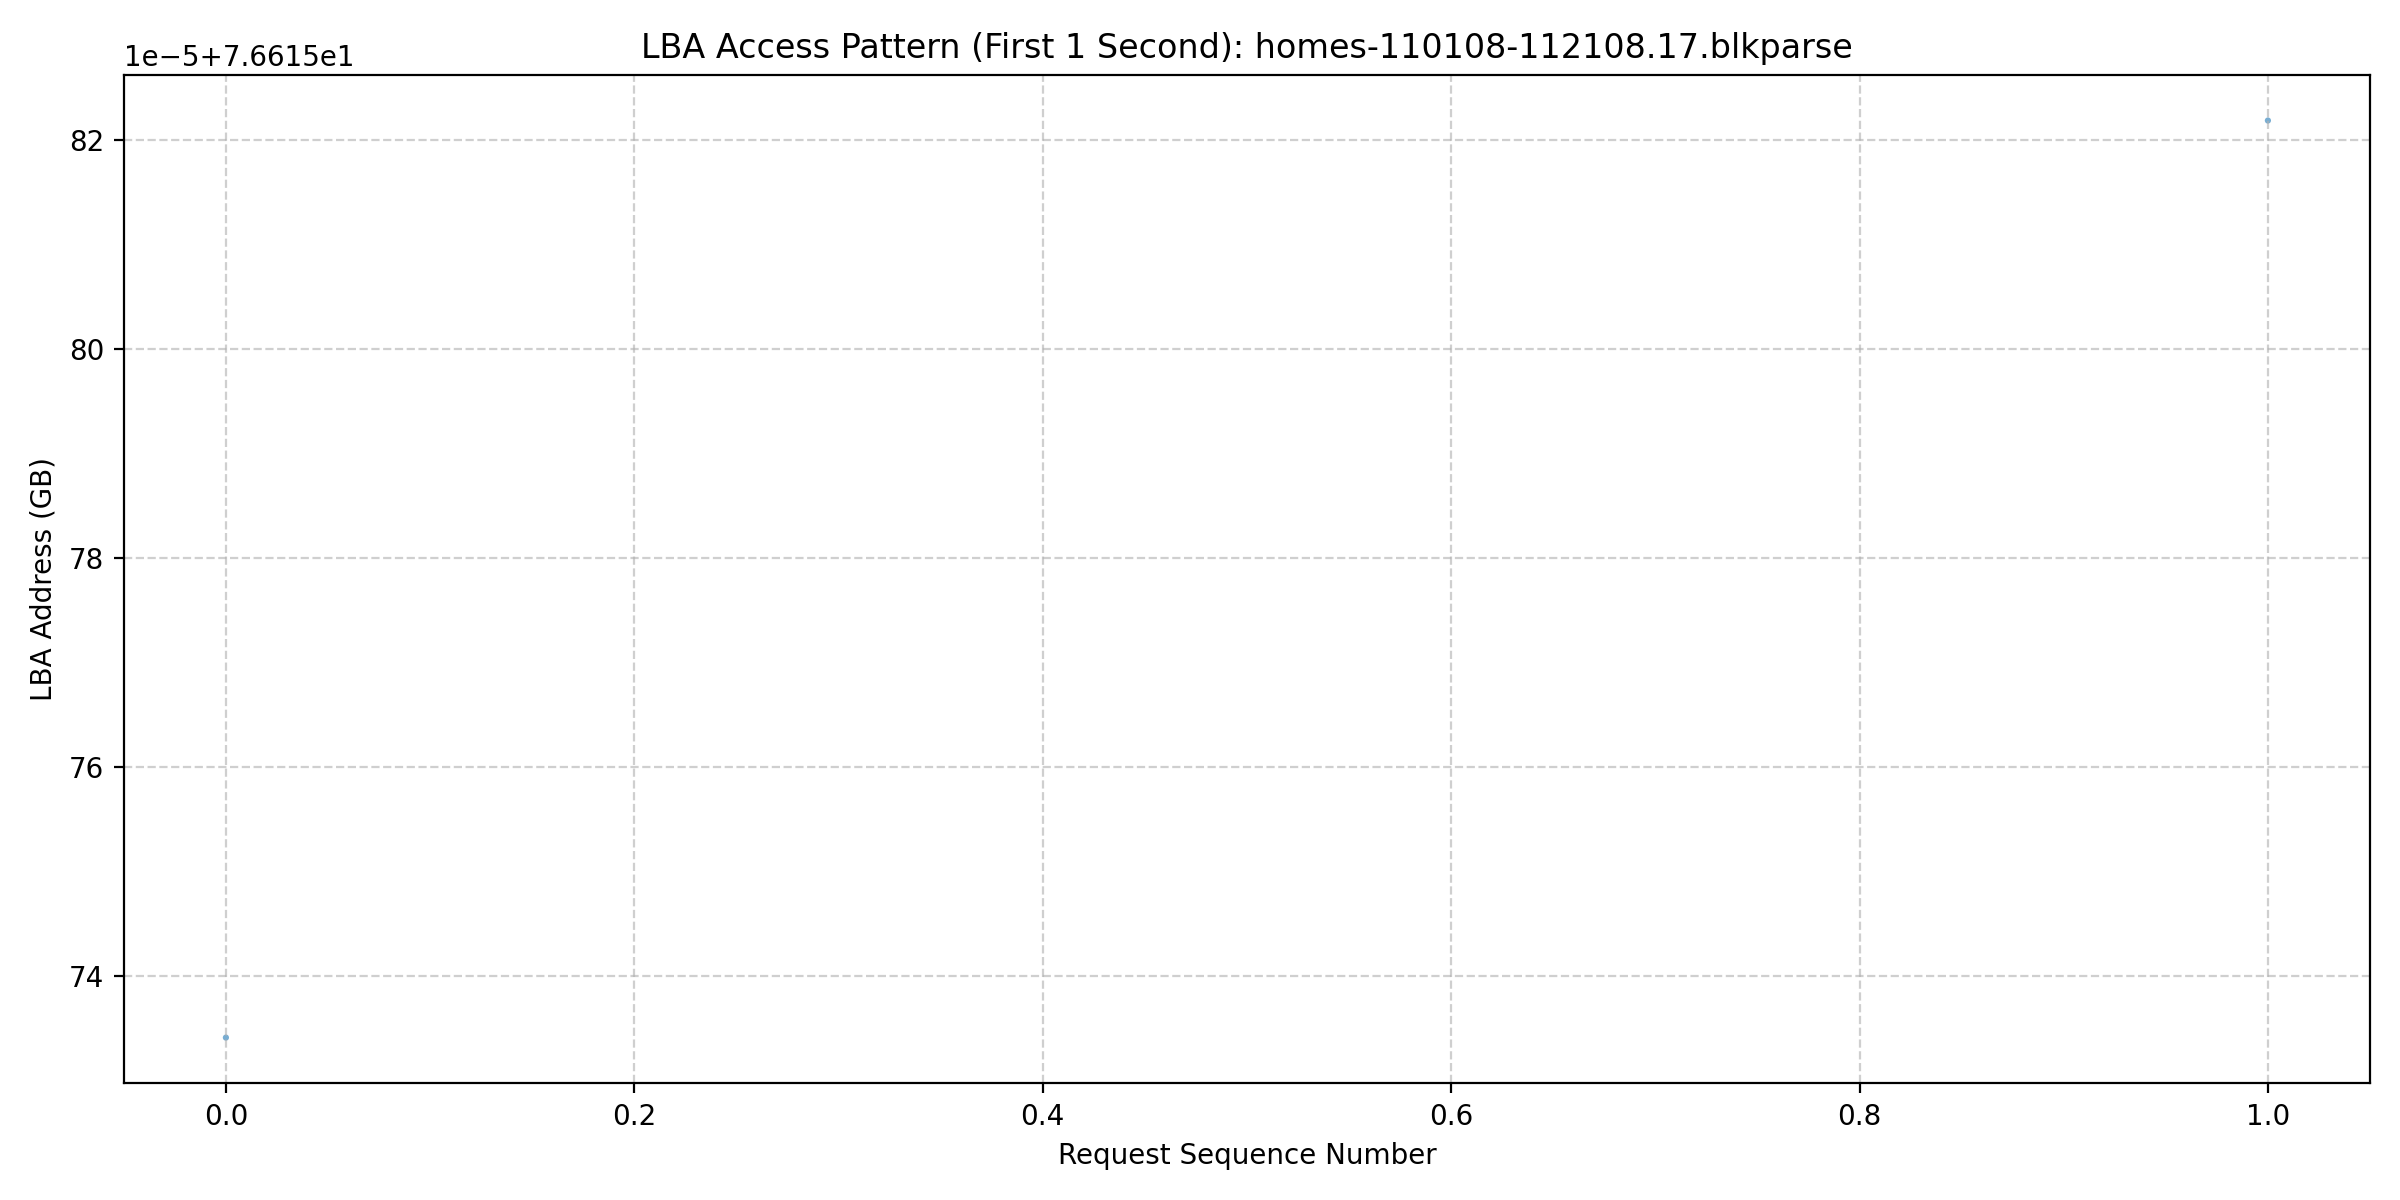 LBA Access Pattern (First 1 Second): homes-110108-112108.17.blkparse
1e−5+7.6615e1
82
80
78
76
74
LBA Address (GB)
0.0 0.2 0.4 0.6 0.8 1.0
Request Sequence Number